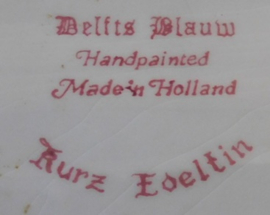 Delfts Blauw
Handpainted
Made in Holland
Kurz Edeltin